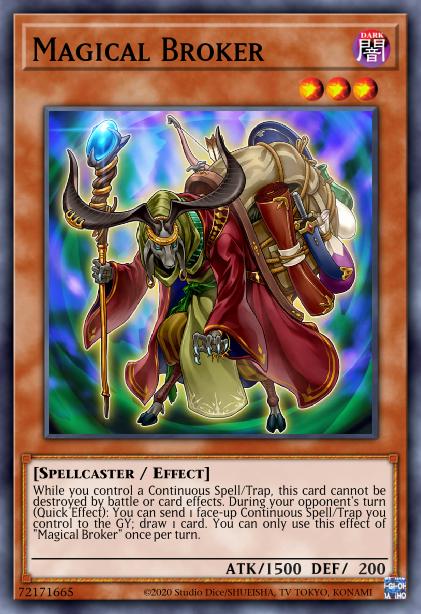 Magical Broker
DARK
闇
[Spellcaster / Effect]
While you control a Continuous Spell/Trap, this card cannot be
destroyed by battle or card effects. During your opponent's turn
(Quick Effect): You can send 1 face-up Continuous Spell/Trap you
control to the GY; draw 1 card. You can only use this effect of
"Magical Broker" once per turn.
ATK/1500 DEF/ 200
72171665 ©2020 Studio Dice/SHUEISHA, TV TOKYO, KONAMI